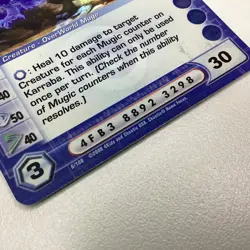 Creature - OverWorld Mugic
: Heal 10 damage to target
Creature for each Mugic counter on
Karraba. This ability can only be used
once per turn. (Check the number
of Mugic counters when this ability
resolves.)
50
40
40
30
4FB3 8892 3298
3